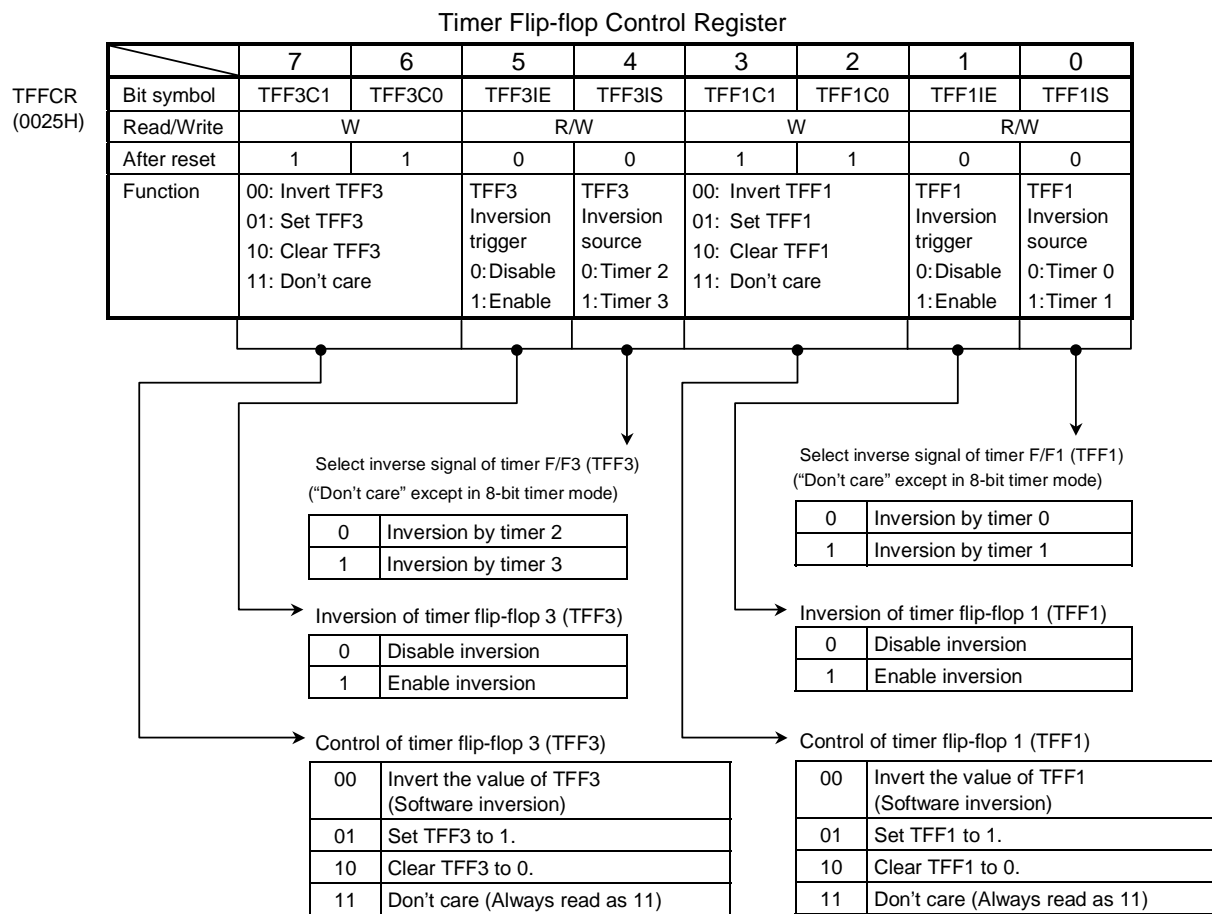 Timer Flip-flop Control Register
7 6 5 4 3 2 1 0
TFFCR
(0025H)
Bit symbol TFF3C1 TFF3C0 TFF3IE TFF3IS TFF1C1 TFF1C0 TFF1IE TFF1IS
Read/Write W R/W W R/W
After reset 1 1 0 0 1 1 0 0
Function
00: Invert TFF3
01: Set TFF3
10: Clear TFF3
11: Don't care
TFF3
Inversion
trigger
0:Disable
1:Enable
TFF3
Inversion
source
0:Timer 2
1:Timer 3
00: Invert TFF1
01: Set TFF1
10: Clear TFF1
11: Don't care
TFF1
Inversion
trigger
0:Disable
1:Enable
TFF1
Inversion
source
0:Timer 0
1:Timer 1
Select inverse signal of timer F/F3 (TFF3)
(“Don't care” except in 8-bit timer mode)
0 Inversion by timer 2
1 Inversion by timer 3
Inversion of timer flip-flop 3 (TFF3)
0 Disable inversion
1 Enable inversion
Control of timer flip-flop 3 (TFF3)
00 Invert the value of TFF3
(Software inversion)
01 Set TFF3 to 1.
10 Clear TFF3 to 0.
11 Don't care (Always read as 11)
Select inverse signal of timer F/F1 (TFF1)
(“Don't care” except in 8-bit timer mode)
0 Inversion by timer 0
1 Inversion by timer 1
Inversion of timer flip-flop 1 (TFF1)
0 Disable inversion
1 Enable inversion
Control of timer flip-flop 1 (TFF1)
00 Invert the value of TFF1
(Software inversion)
01 Set TFF1 to 1.
10 Clear TFF1 to 0.
11 Don't care (Always read as 11)